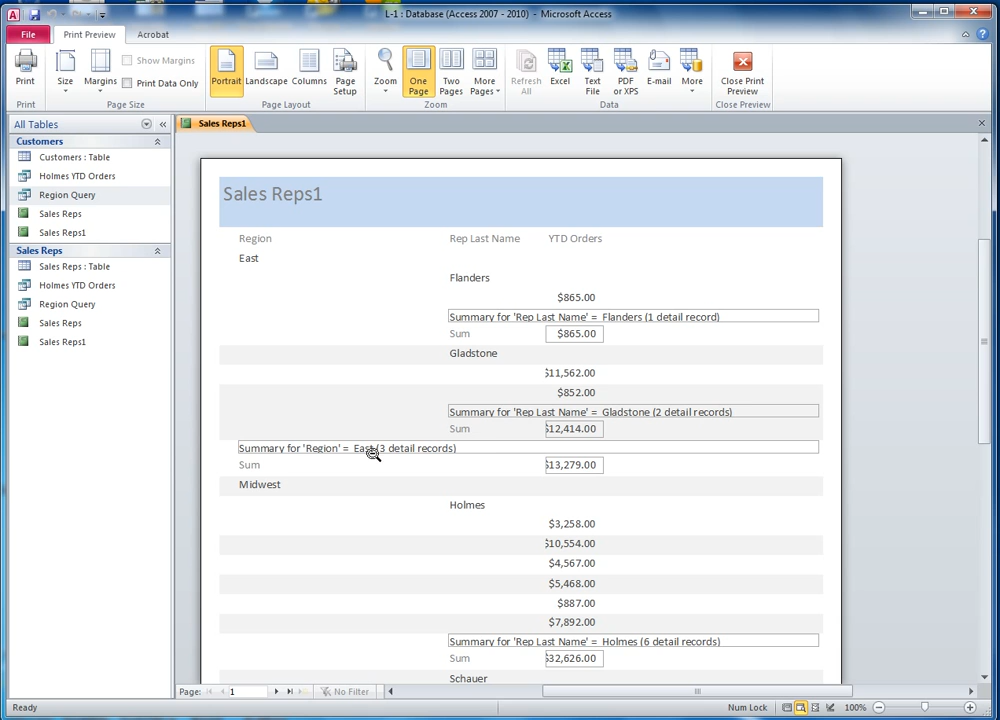 L-1 : Database (Access 2007 - 2010) - Microsoft Access
File Print Preview Acrobat
Print
Size
Margins
Show Margins
Print Data Only
Portrait
Landscape
Columns
Page Setup
Zoom
One Page
Two Pages
More Pages
Refresh All
Excel
Text File
PDF or XPS
E-mail
More
Close Print Preview
Print Page Size Page Layout Zoom Data Close Preview
All Tables
Customers
Customers : Table
Holmes YTD Orders
Region Query
Sales Reps
Sales Reps1
Sales Reps
Sales Reps : Table
Holmes YTD Orders
Region Query
Sales Reps
Sales Reps1
Sales Reps1
Sales Reps1
Region Rep Last Name YTD Orders
East
Flanders
$865.00
Summary for 'Rep Last Name' = Flanders (1 detail record)
Sum $865.00
Gladstone
$11,562.00
$852.00
Summary for 'Rep Last Name' = Gladstone (2 detail records)
Sum $12,414.00
Summary for 'Region' = East (3 detail records)
Sum $13,279.00
Midwest
Holmes
$3,258.00
$10,554.00
$4,567.00
$5,468.00
$887.00
$7,892.00
Summary for 'Rep Last Name' = Holmes (6 detail records)
Sum $32,626.00
Schauer
Page: 1 No Filter
Ready Num Lock 100%